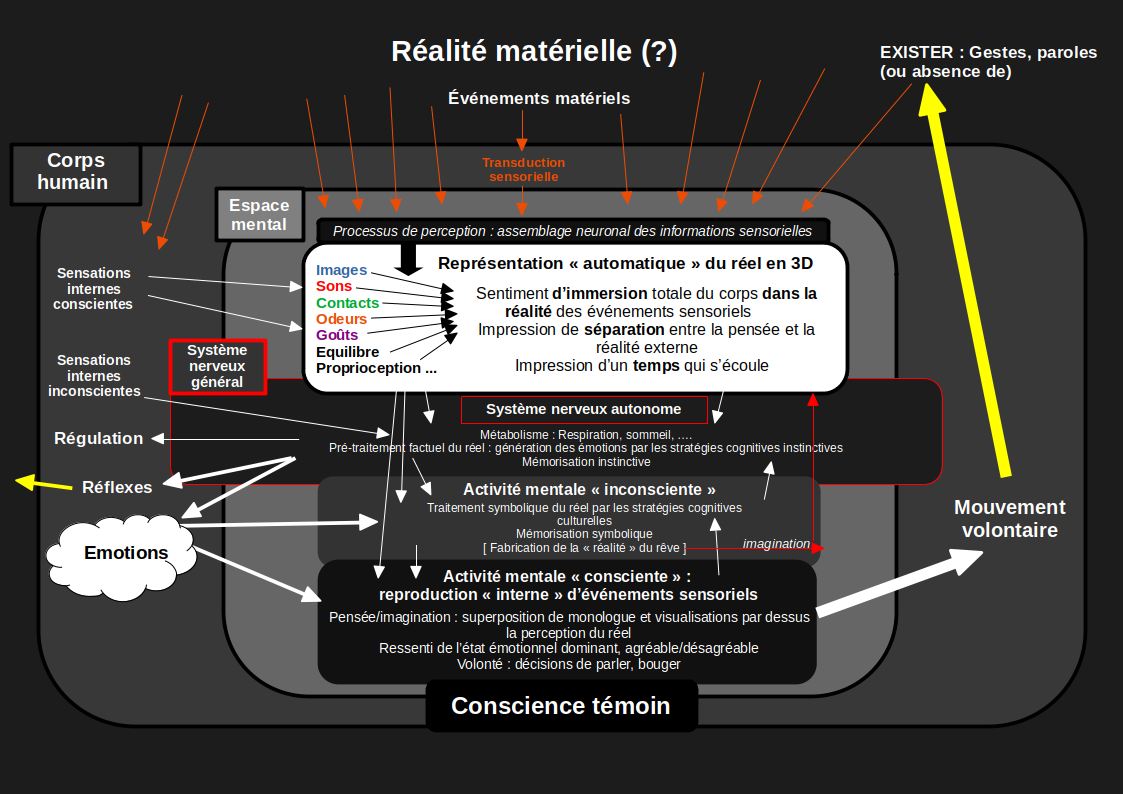 Réalité matérielle (?)
EXISTER : Gestes, paroles
(ou absence de)
Événements matériels
Corps
humain
Transduction
sensorielle
Espace
mental
Processus de perception : assemblage neuronal des informations sensorielles
Représentation « automatique » du réel en 3D
Images
Sons
Contacts
Odeurs
Goûts
Equilibre
Proprioception ...
Sentiment d’immersion totale du corps dans la
réalité des événements sensoriels
Impression de séparation entre la pensée et la
réalité externe
Impression d’un temps qui s’écoule
Sensations
internes
conscientes
Système
nerveux
général
Sensations
internes
inconscientes
Système nerveux autonome
Métabolisme : Respiration, sommeil, ….
Pré-traitement factuel du réel : génération des émotions par les stratégies cognitives instinctives
Mémorisation instinctive
Régulation
Réflexes
Emotions
Activité mentale « inconsciente »
Traitement symbolique du réel par les stratégies cognitives
culturelles
Mémorisation symbolique
[ Fabrication de la « réalité » du rêve ]
imagination
Mouvement
volontaire
Activité mentale « consciente » :
reproduction « interne » d’événements sensoriels
Pensée/imagination : superposition de monologue et visualisations par dessus
la perception du réel
Ressenti de l’état émotionnel dominant, agréable/désagréable
Volonté : décisions de parler, bouger
Conscience témoin